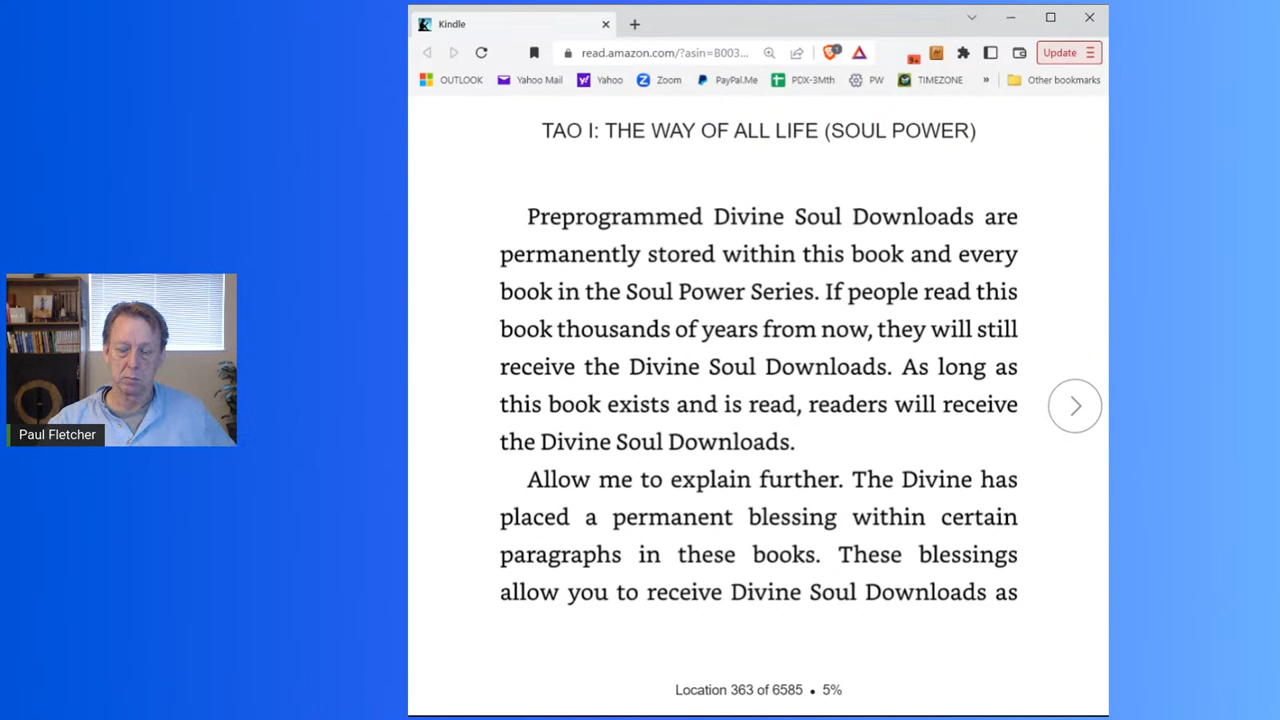 Kindle
read.amazon.com/?asin=B003...
1
9+
Update
OUTLOOK
Yahoo Mail
Yahoo
Zoom
PayPal.Me
PDX-3Mth
PW
TIMEZONE
»
Other bookmarks
TAO I: THE WAY OF ALL LIFE (SOUL POWER)
Preprogrammed Divine Soul Downloads are
permanently stored within this book and every
book in the Soul Power Series. If people read this
book thousands of years from now, they will still
receive the Divine Soul Downloads. As long as
this book exists and is read, readers will receive
the Divine Soul Downloads.
Allow me to explain further. The Divine has
placed a permanent blessing within certain
paragraphs in these books. These blessings
allow you to receive Divine Soul Downloads as
Location 363 of 6585 • 5%
Paul Fletcher